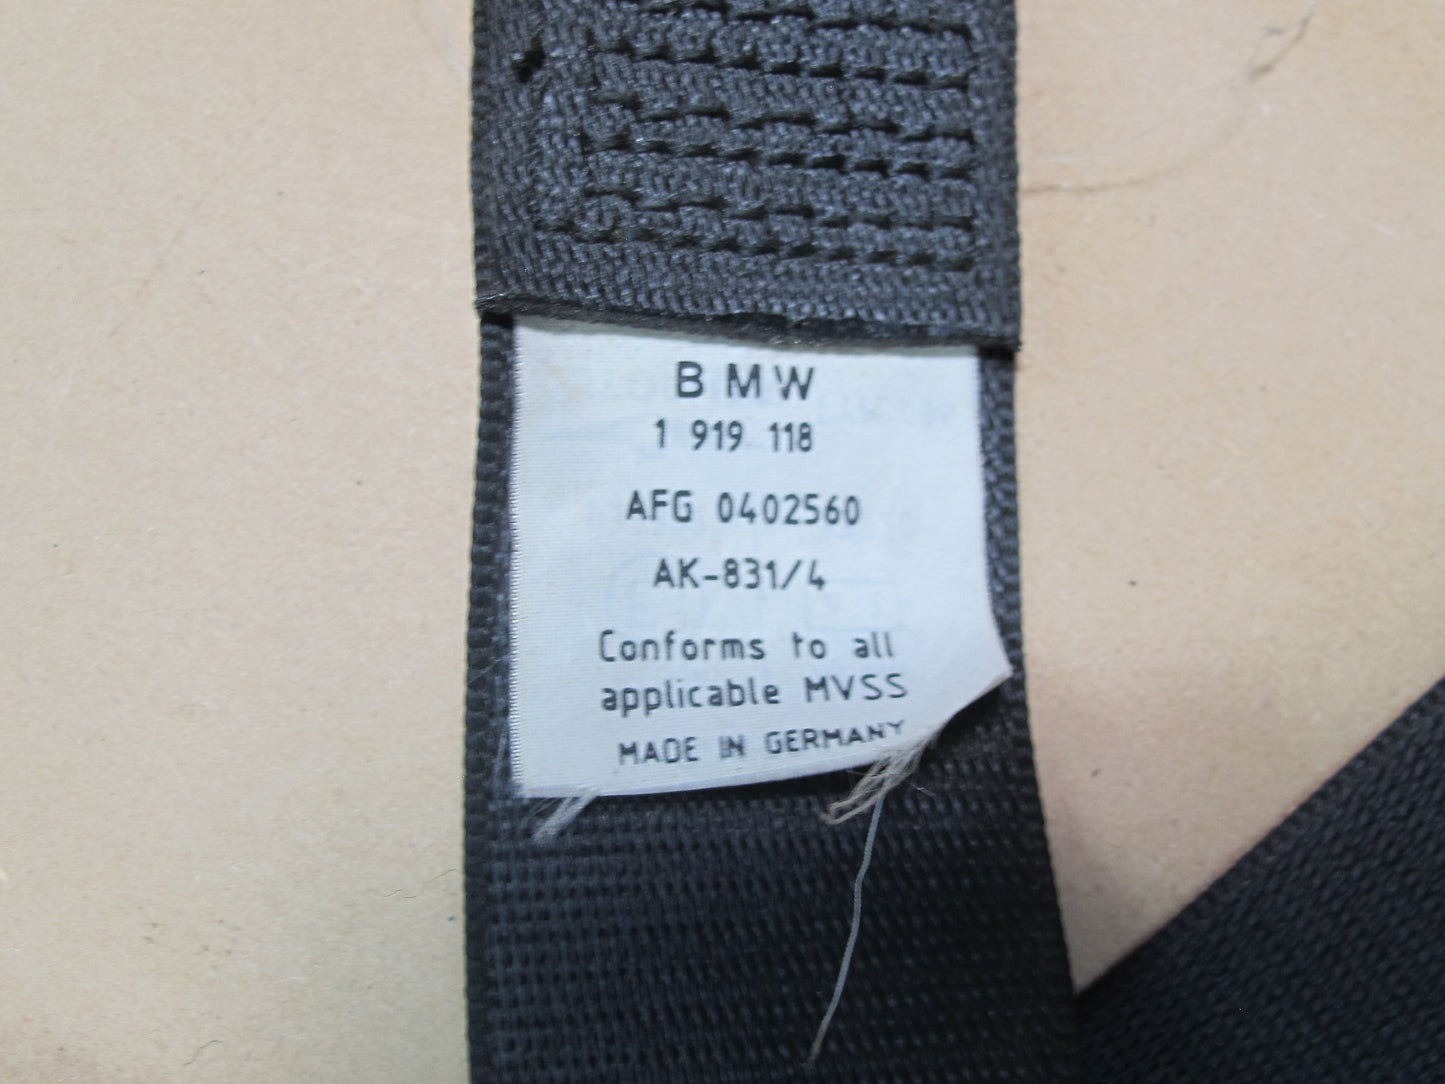 BMW
1 919 118
AFG 0402560
AK-831/4
Conforms to all
applicable MVSS
MADE IN GERMANY